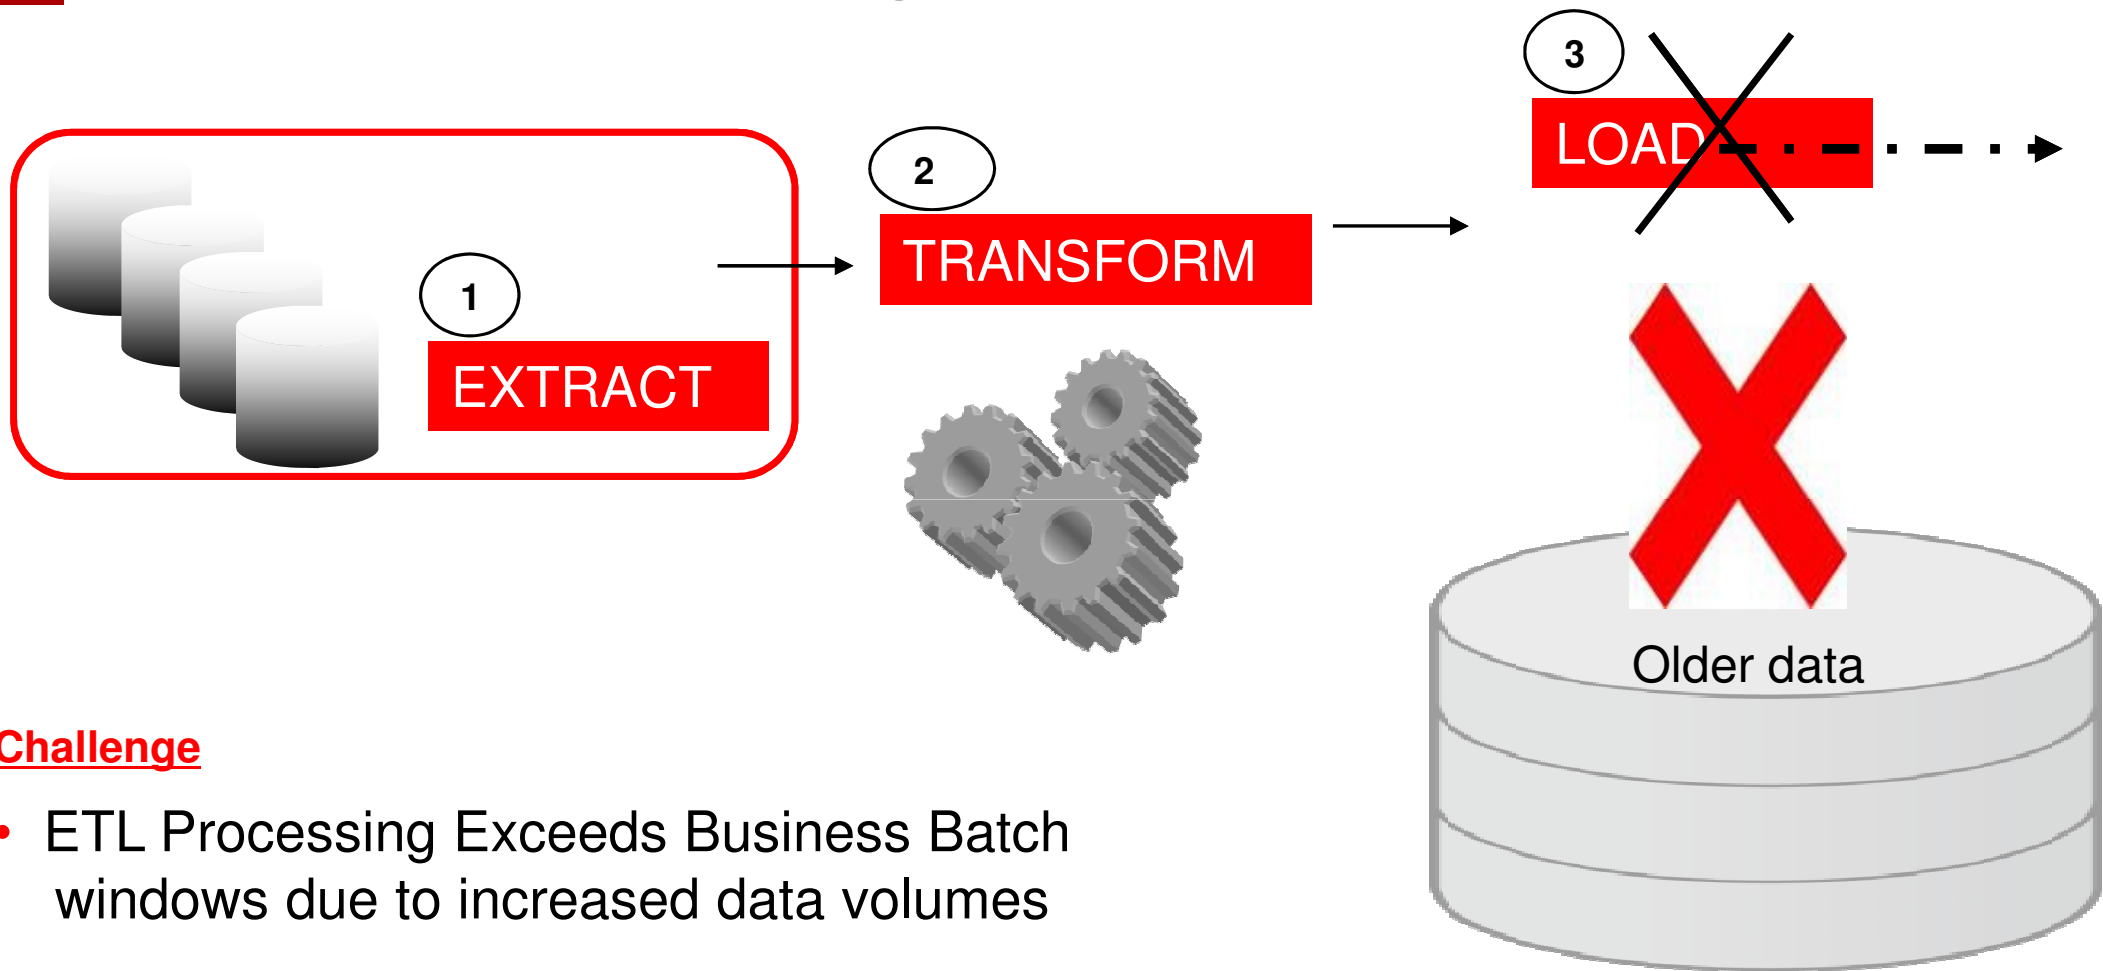 3
LOAD
2
TRANSFORM
1
EXTRACT
Older data
Challenge
• ETL Processing Exceeds Business Batch
windows due to increased data volumes